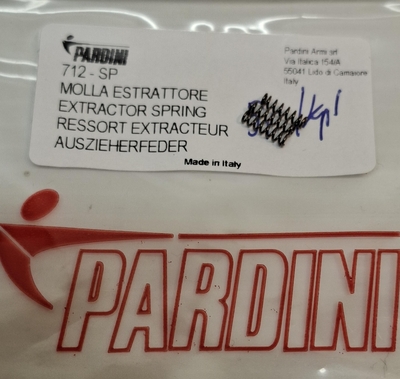 PARDINI
712 - SP
MOLLA ESTRATTORE
EXTRACTOR SPRING
RESSORT EXTRACTEUR
AUSZIEHERFEDER
Pardini Armi srl
Via Italica 154/A
55041 Lido di Camaiore
Italy
Made in Italy
PARDINI